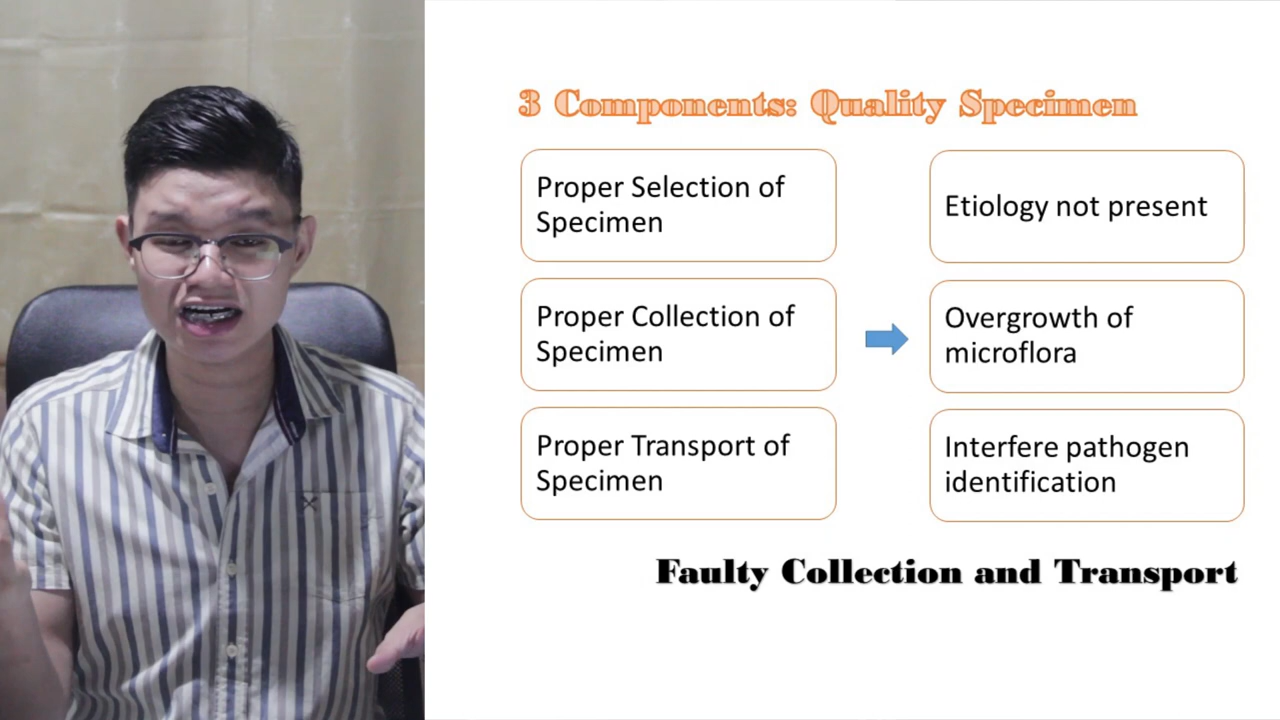 3 Components: Quality Specimen
Proper Selection of
Specimen
Proper Collection of
Specimen
Proper Transport of
Specimen
Etiology not present
Overgrowth of
microflora
Interfere pathogen
identification
Faulty Collection and Transport